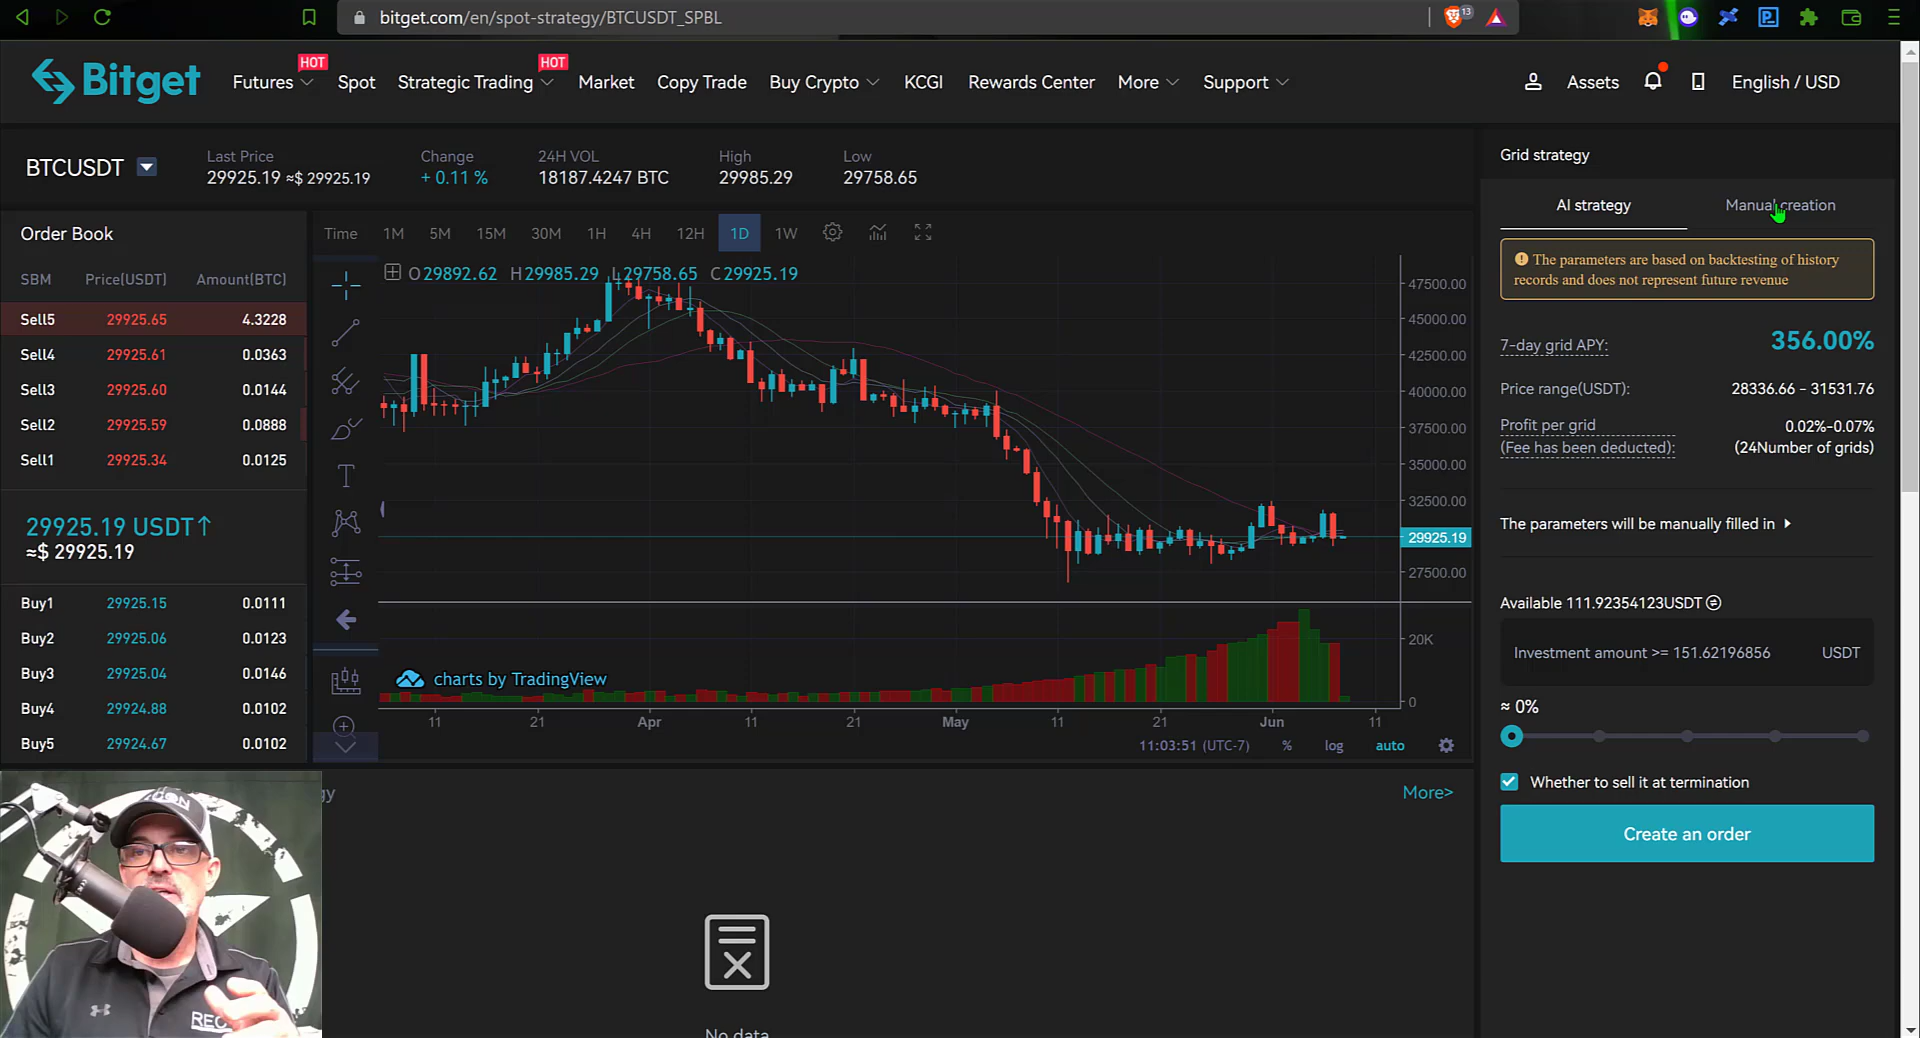 bitget.com/en/spot-strategy/BTCUSDT_SPBL
13
Bitget
Futures
HOT
Spot
Strategic Trading
HOT
Market
Copy Trade
Buy Crypto
KCGI
Rewards Center
More
Support
Assets
English / USD
BTCUSDT
Last Price
29925.19 ≈$ 29925.19
Change
+ 0.11 %
24H VOL
18187.4247 BTC
High
29985.29
Low
29758.65
Order Book
SBM Price(USDT) Amount(BTC)
Sell5 29925.65 4.3228
Sell4 29925.61 0.0363
Sell3 29925.60 0.0144
Sell2 29925.59 0.0888
Sell1 29925.34 0.0125
29925.19 USDT↑
≈$ 29925.19
Buy1 29925.15 0.0111
Buy2 29925.06 0.0123
Buy3 29925.04 0.0146
Buy4 29924.88 0.0102
Buy5 29924.67 0.0102
Time 1M 5M 15M 30M 1H 4H 12H 1D 1W
O29892.62 H29985.29 L29758.65 C29925.19
47500.00
45000.00
42500.00
40000.00
37500.00
35000.00
32500.00
29925.19
27500.00
20K
0
charts by TradingView
11 21 Apr 11 21 May 11 21 Jun 11
11:03:51 (UTC-7) % log auto
gy
More>
No data
Grid strategy
AI strategy
Manual creation
The parameters are based on backtesting of history
records and does not represent future revenue
7-day grid APY: 356.00%
Price range(USDT): 28336.66 - 31531.76
Profit per grid 0.02%-0.07%
(Fee has been deducted): (24Number of grids)
The parameters will be manually filled in
Available 111.92354123USDT
Investment amount >= 151.62196856 USDT
≈ 0%
Whether to sell it at termination
Create an order